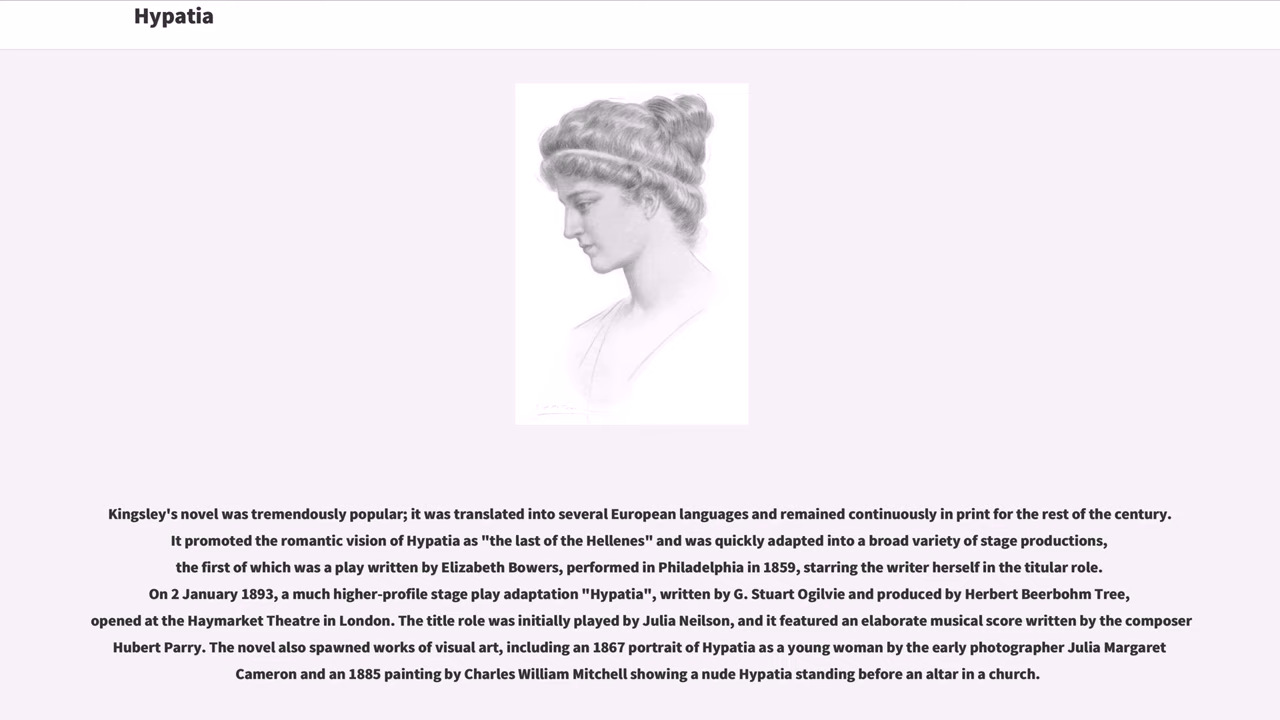 Hypatia
Kingsley's novel was tremendously popular; it was translated into several European languages and remained continuously in print for the rest of the century.
It promoted the romantic vision of Hypatia as "the last of the Hellenes" and was quickly adapted into a broad variety of stage productions,
the first of which was a play written by Elizabeth Bowers, performed in Philadelphia in 1859, starring the writer herself in the titular role.
On 2 January 1893, a much higher-profile stage play adaptation "Hypatia", written by G. Stuart Ogilvie and produced by Herbert Beerbohm Tree,
opened at the Haymarket Theatre in London. The title role was initially played by Julia Neilson, and it featured an elaborate musical score written by the composer
Hubert Parry. The novel also spawned works of visual art, including an 1867 portrait of Hypatia as a young woman by the early photographer Julia Margaret
Cameron and an 1885 painting by Charles William Mitchell showing a nude Hypatia standing before an altar in a church.